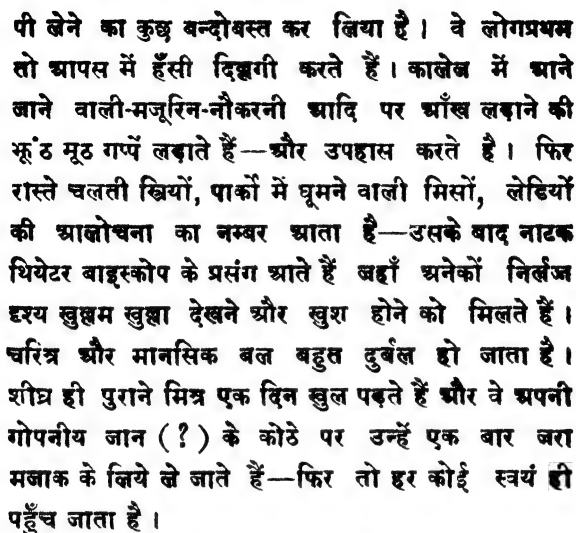 पी लेने का कुछ बन्दोबस्त कर लिया है। वे लोगप्रथम
तो आपस में हँसी दिल्लगी करते हैं। कालेज में आने
जाने वाली-मजूरिन-नौकरनी आदि पर आँख लड़ाने की
झूंठ मूठ गप्पें लड़ाते हैं—और उपहास करते है। फिर
रास्ते चलती स्त्रियों, पार्कों में घूमने वाली मिसों, लेडियों
की आलोचना का नम्बर आता है—उसके बाद नाटक
थियेटर बाइस्कोप के प्रसंग आते हैं जहाँ अनेकों निर्लज्ज
दृश्य खुल्लम खुल्ला देखने और खुश होने को मिलते हैं।
चरित्र और मानसिक बल बहुत दुर्बल हो जाता है।
शीघ्र ही पुराने मित्र एक दिन खुल पड़ते हैं और वे अपनी
गोपनीय जान (?) के कोठे पर उन्हें एक बार जरा
मजाक के लिये ले जाते हैं—फिर तो हर कोई स्वयं ही
पहुँच जाता है।